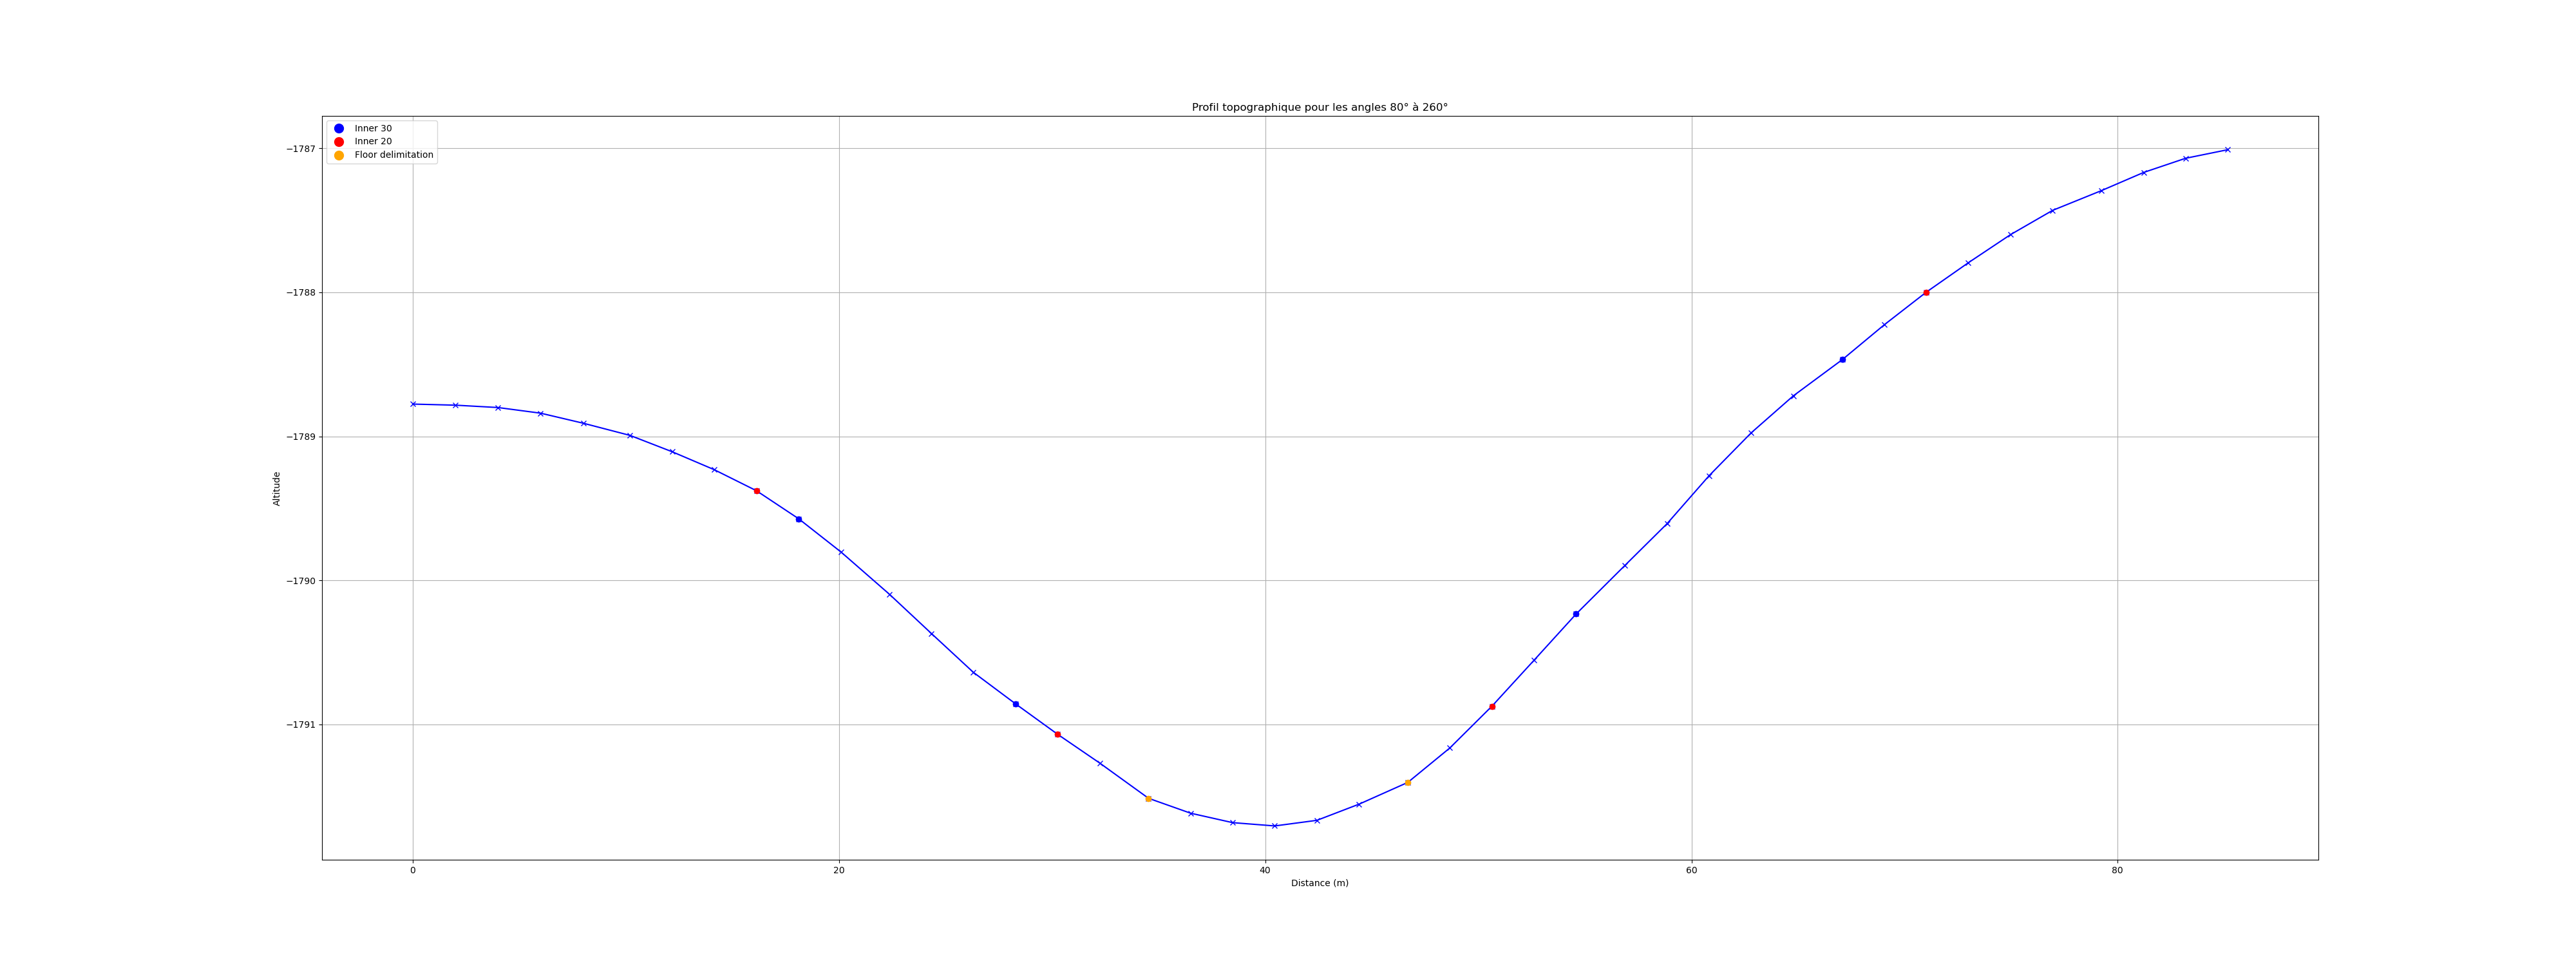 Profil topographique pour les angles 80° à 260°
Inner 30
Inner 20
Floor delimitation
−1787
−1788
−1789
−1790
−1791
Altitude
0 20 40 60 80
Distance (m)